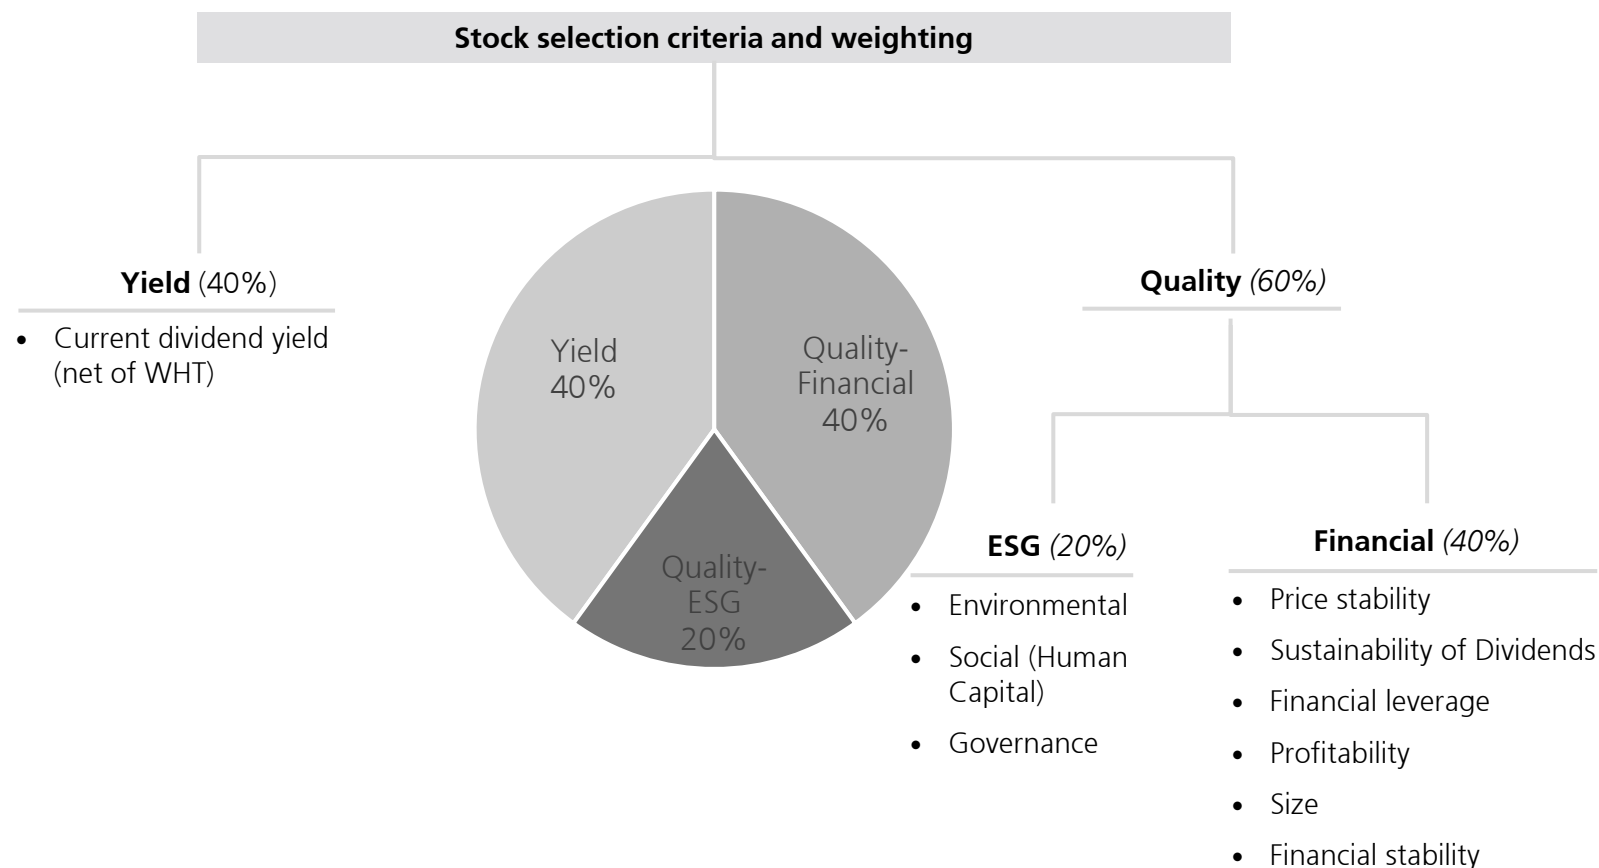 Stock selection criteria and weighting
Yield (40%)
• Current dividend yield
(net of WHT)
Yield
40%
Quality-
Financial
40%
Quality-
ESG
20%
Quality (60%)
ESG (20%)
• Environmental
• Social (Human
Capital)
• Governance
Financial (40%)
• Price stability
• Sustainability of Dividends
• Financial leverage
• Profitability
• Size
• Financial stability